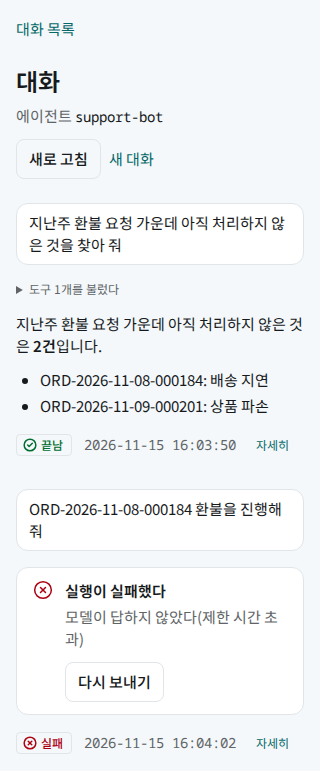 대화 목록
대화
에이전트 support-bot
새로 고침 새 대화
지난주 환불 요청 가운데 아직 처리하지 않
은 것을 찾아 줘
▶ 도구 1개를 불렀다
지난주 환불 요청 가운데 아직 처리하지 않은 것
은 2건입니다.
• ORD-2026-11-08-000184: 배송 지연
• ORD-2026-11-09-000201: 상품 파손
끝남 2026-11-15 16:03:50 자세히
ORD-2026-11-08-000184 환불을 진행해
줘
실행이 실패했다
모델이 답하지 않았다(제한 시간 초
과)
다시 보내기
실패 2026-11-15 16:04:02 자세히